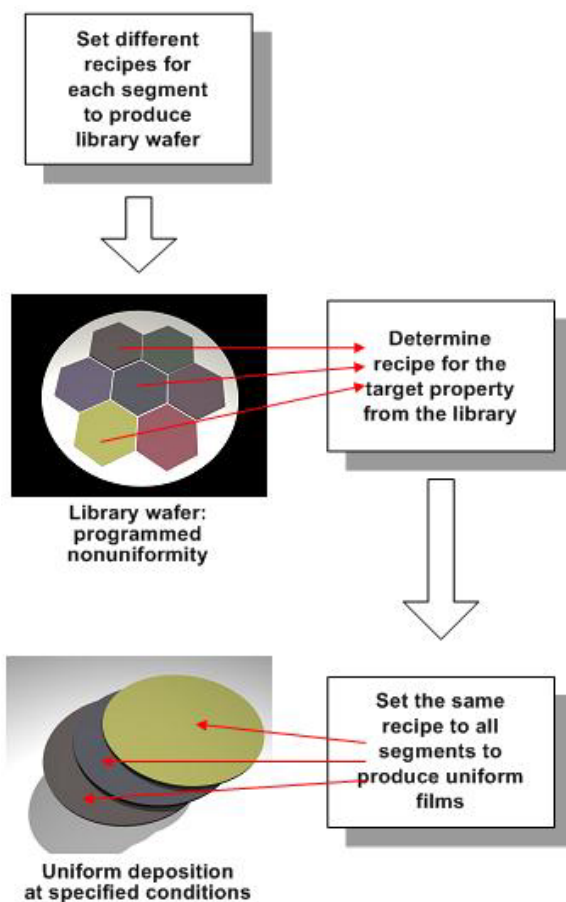 Set different
recipes for
each segment
to produce
library wafer
Determine
recipe for the
target property
from the library
Library wafer:
programmed
nonuniformity
Set the same
recipe to all
segments to
produce uniform
films
Uniform deposition
at specified conditions